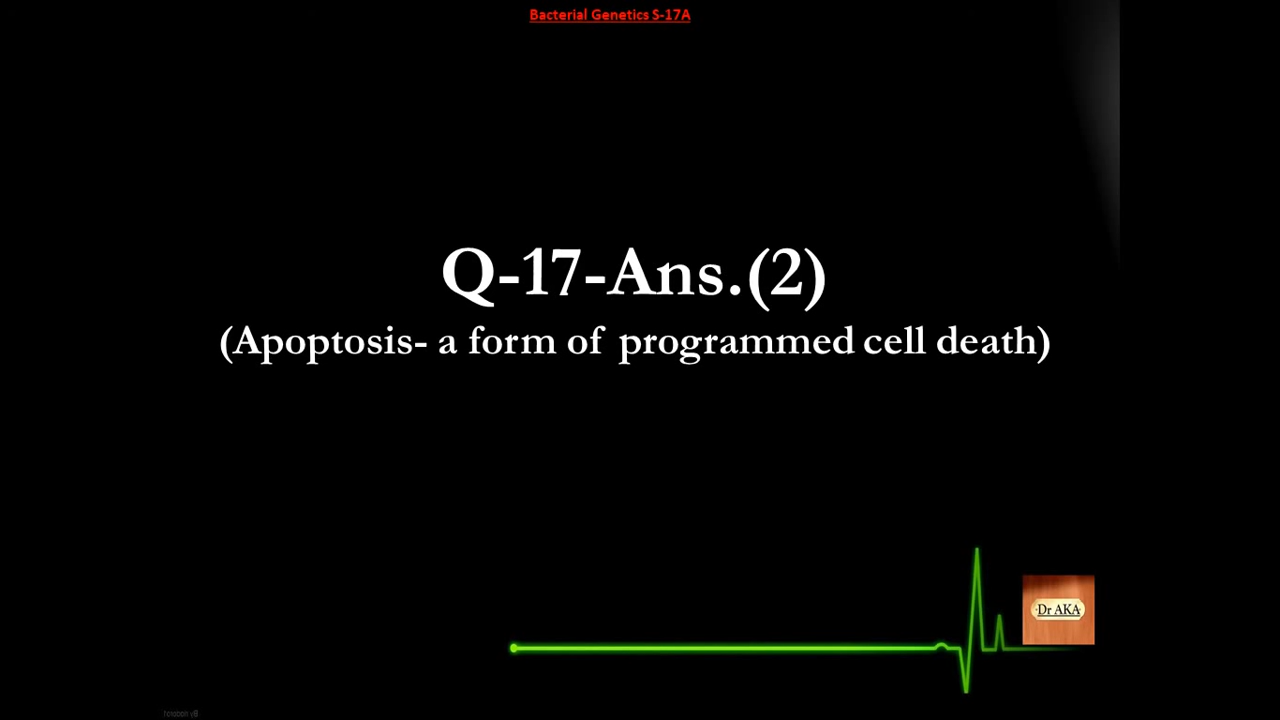 Bacterial Genetics S-17A
Q-17-Ans.(2)
(Apoptosis- a form of programmed cell death)
Dr AKA